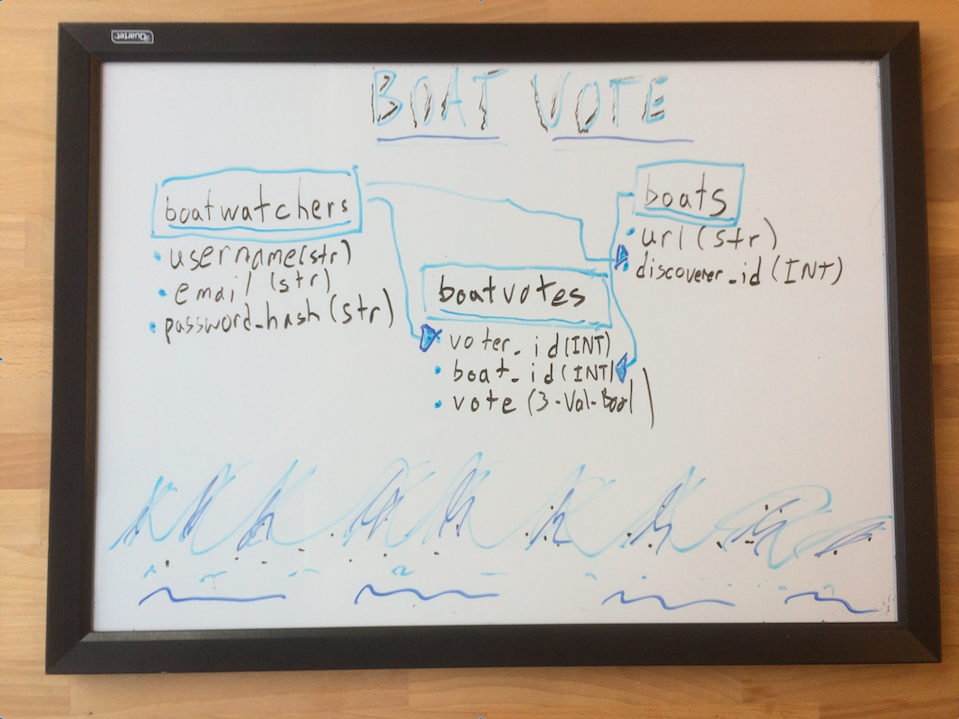 Quartet
BOAT VOTE
boatwatchers
• username(str)
• email (str)
• password_hash(str)
boats
• url (str)
• discoverer_id (INT)
boatvotes
• voter_id(INT)
• boat_id(INT)
• vote (3-Val-Bool)